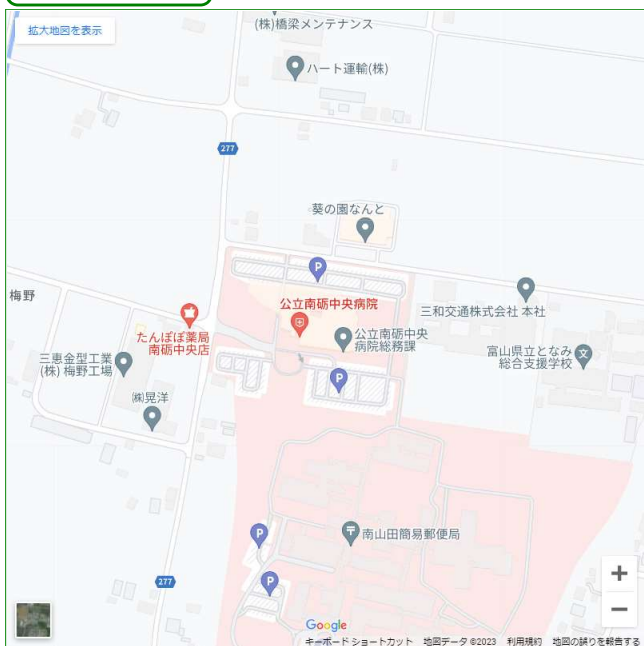 (株)橋梁メンテナンス
拡大地図を表示
ハート運輸(株)
277
葵の園なんと
P
梅野
公立南砺中央病院
三和交通株式会社 本社
たんぽぽ薬局
南砺中央店
公立南砺中央
病院総務課
三恵金型工業
(株) 梅野工場
富山県立となみ
総合支援学校
文
P
㈱晃洋
P
南山田簡易郵便局
P
277
+
−
Google
キーボード ショートカット 地図データ ©2023 利用規約 地図の誤りを報告する